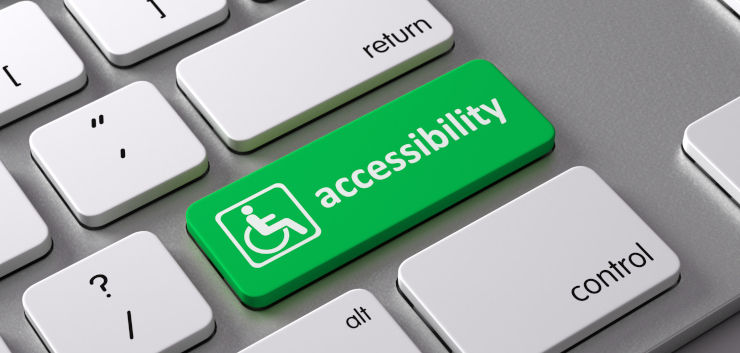 ]
return
[
"
'
accessibility
?
/
control
alt